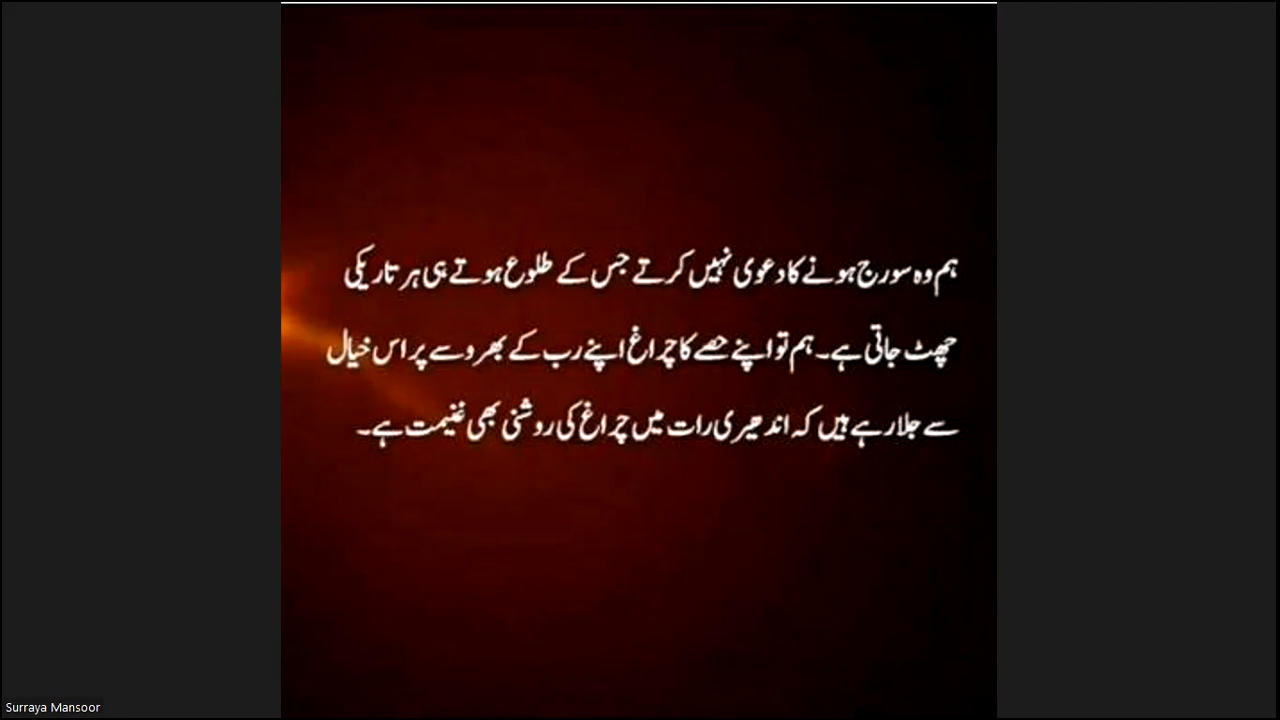 ہم وہ سورج ہونے کا دعوی نہیں کرتے جس کے طلوع ہوتے ہی ہر تاریکی
چھٹ جاتی ہے۔ ہم تو اپنے حصے کا چراغ اپنے رب کے بھروسے پر اس خیال
سے جلا رہے ہیں کہ اندھیری رات میں چراغ کی روشنی بھی غنیمت ہے۔
Surraya Mansoor